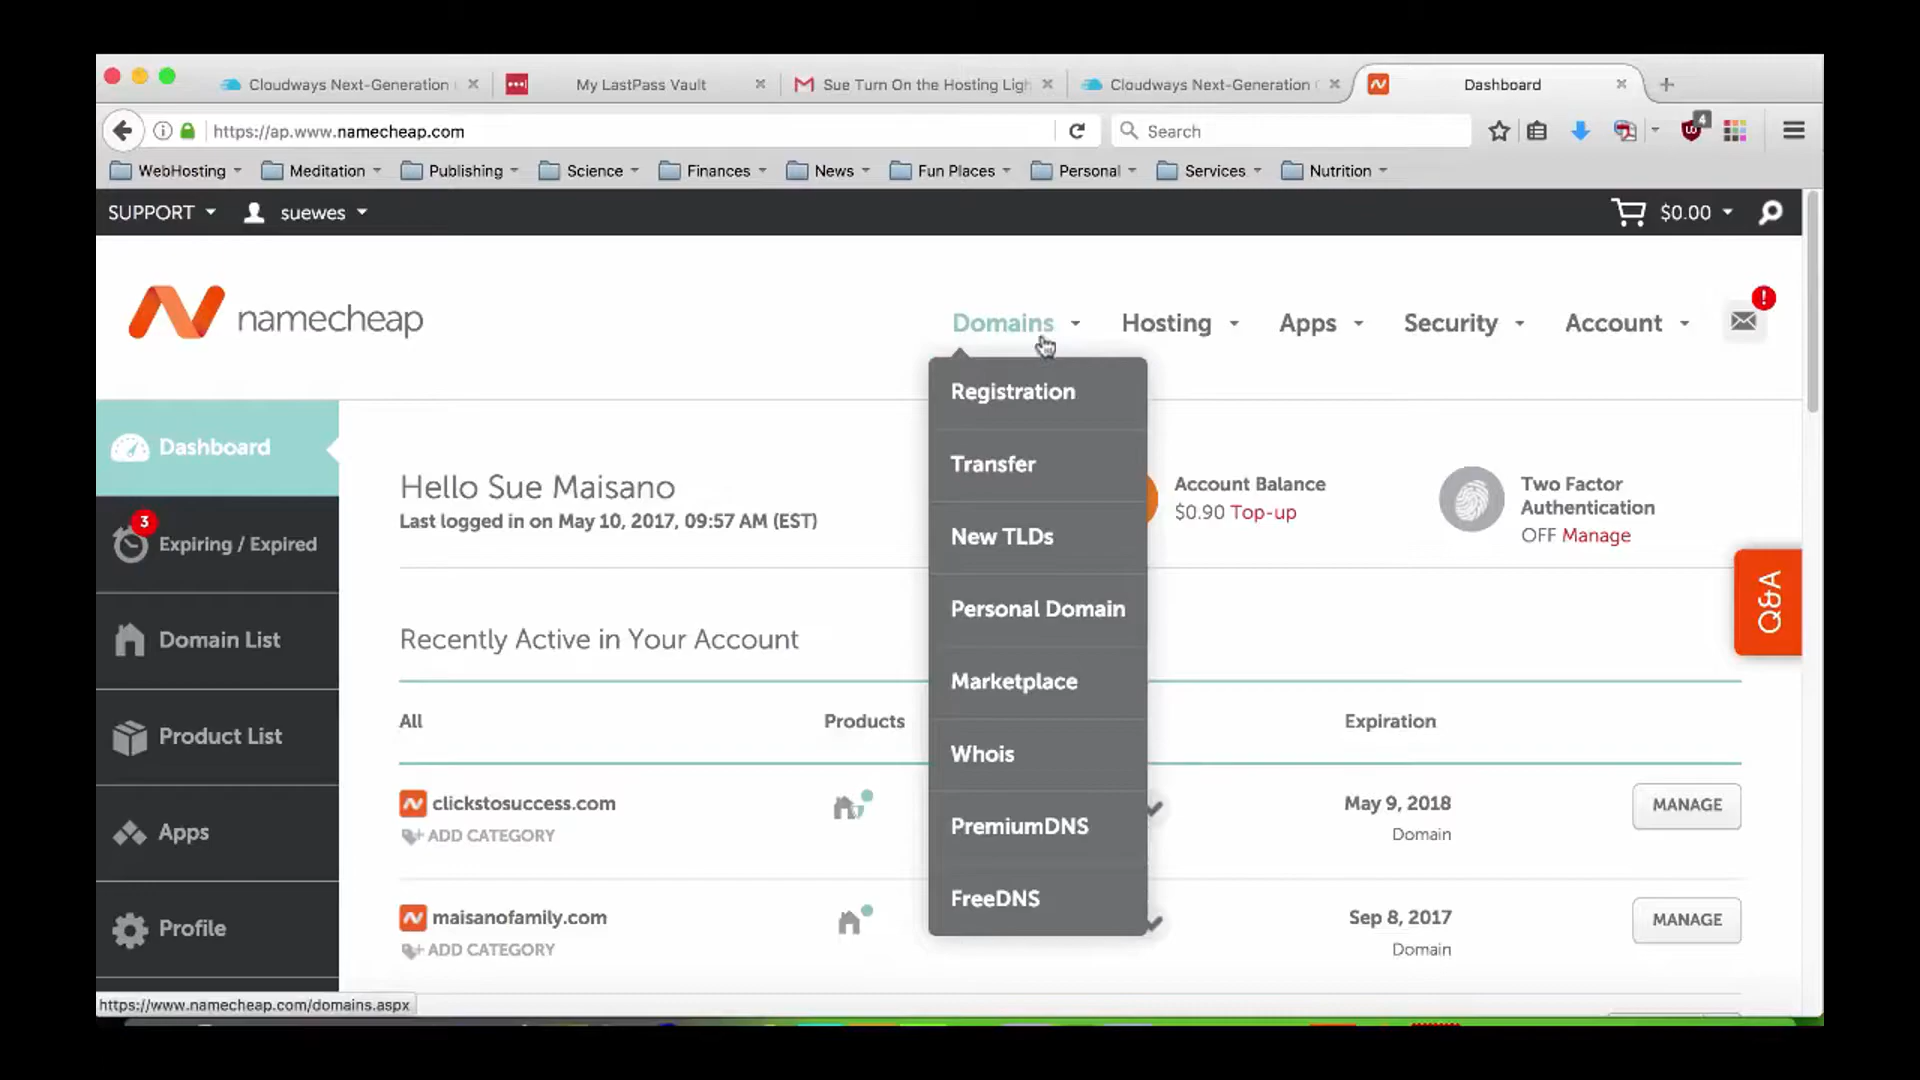 Cloudways Next-Generation
My LastPass Vault
Sue Turn On the Hosting Ligh
Cloudways Next-Generation
Dashboard
https://ap.www.namecheap.com
Search
4
WebHosting
Meditation
Publishing
Science
Finances
News
Fun Places
Personal
Services
Nutrition
SUPPORT
suewes
$0.00
namecheap
Domains
Hosting
Apps
Security
Account
!
Registration
Transfer
New TLDs
Personal Domain
Marketplace
Whois
PremiumDNS
FreeDNS
Dashboard
3
Expiring / Expired
Domain List
Product List
Apps
Profile
Hello Sue Maisano
Last logged in on May 10, 2017, 09:57 AM (EST)
Account Balance
$0.90 Top-up
Two Factor
Authentication
OFF Manage
Q&A
Recently Active in Your Account
All
Products
Expiration
clickstosuccess.com
ADD CATEGORY
May 9, 2018
Domain
MANAGE
maisanofamily.com
ADD CATEGORY
Sep 8, 2017
Domain
MANAGE
https://www.namecheap.com/domains.aspx